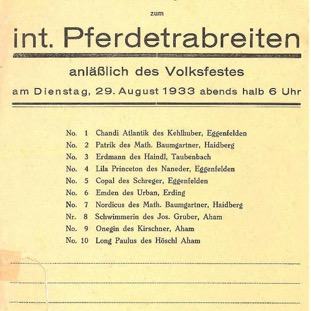 zum
int. Pferdetrabreiten
anläßlich des Volksfestes
am Dienstag, 29. August 1933 abends halb 6 Uhr
No. 1 Chandi Atlantik des Kehlhuber, Eggenfelden
No. 2 Patrik des Math. Baumgartner, Haidberg
No. 3 Erdmann des Haindl, Taubenbach
No. 4 Lila Princeton des Naneder, Eggenfelden
No. 5 Copal des Schreger, Eggenfelden
No. 6 Emden des Urban, Erding
No. 7 Nordicus des Math. Baumgartner, Haidberg
Nr. 8 Schwimmerin des Jos. Gruber, Aham
No. 9 Onegin des Kirschner, Aham
No. 10 Long Paulus des Höschl Aham